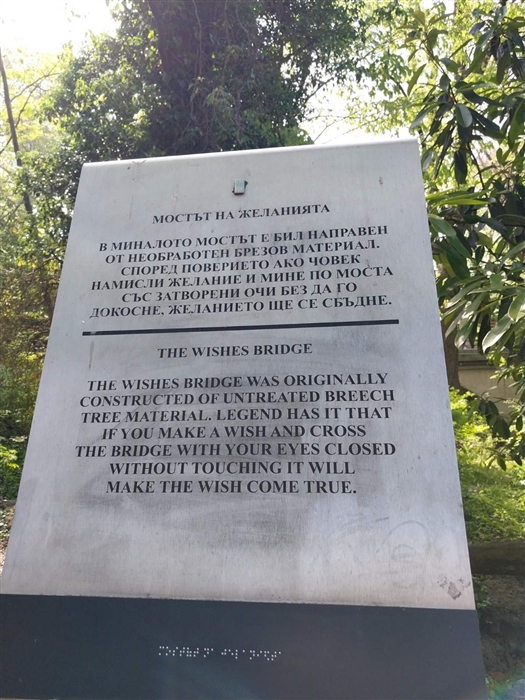 МОСТЪТ НА ЖЕЛАНИЯТА
В МИНАЛОТО МОСТЪТ Е БИЛ НАПРАВЕН
ОТ НЕОБРАБОТЕН БРЕЗОВ МАТЕРИАЛ.
СПОРЕД ПОВЕРИЕТО АКО ЧОВЕК
НАМИСЛИ ЖЕЛАНИЕ И МИНЕ ПО МОСТА
СЪС ЗАТВОРЕНИ ОЧИ БЕЗ ДА ГО
ДОКОСНЕ, ЖЕЛАНИЕТО ЩЕ СЕ СБЪДНЕ.
THE WISHES BRIDGE
THE WISHES BRIDGE WAS ORIGINALLY
CONSTRUCTED OF UNTREATED BREECH
TREE MATERIAL. LEGEND HAS IT THAT
IF YOU MAKE A WISH AND CROSS
THE BRIDGE WITH YOUR EYES CLOSED
WITHOUT TOUCHING IT WILL
MAKE THE WISH COME TRUE.